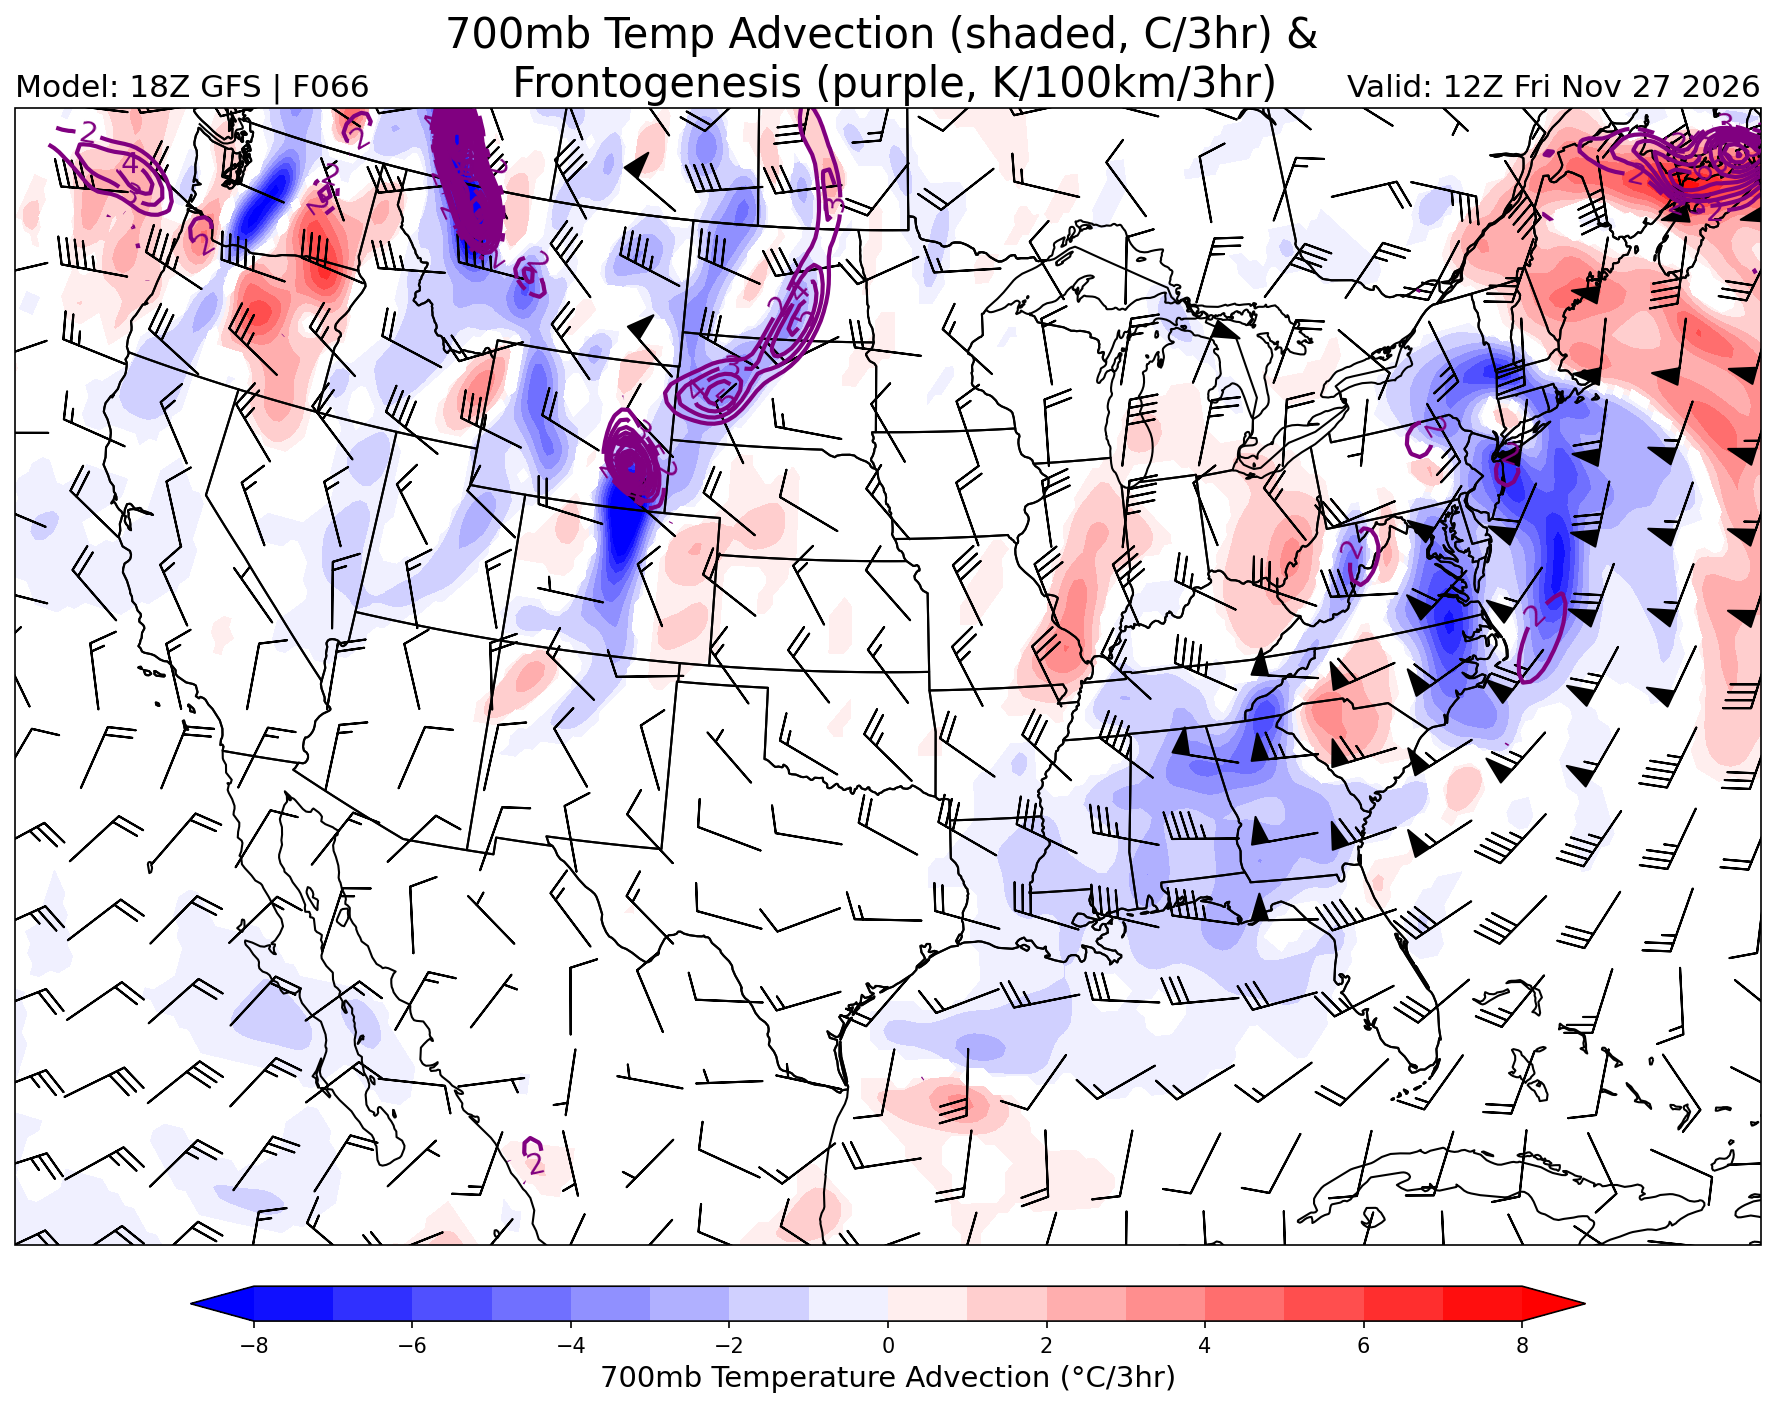 700mb Temp Advection (shaded, C/3hr) &
Frontogenesis (purple, K/100km/3hr)
Model: 18Z GFS | F066
Valid: 12Z Fri Nov 27 2026
−8 −6 −4 −2 0 2 4 6 8
700mb Temperature Advection (°C/3hr)